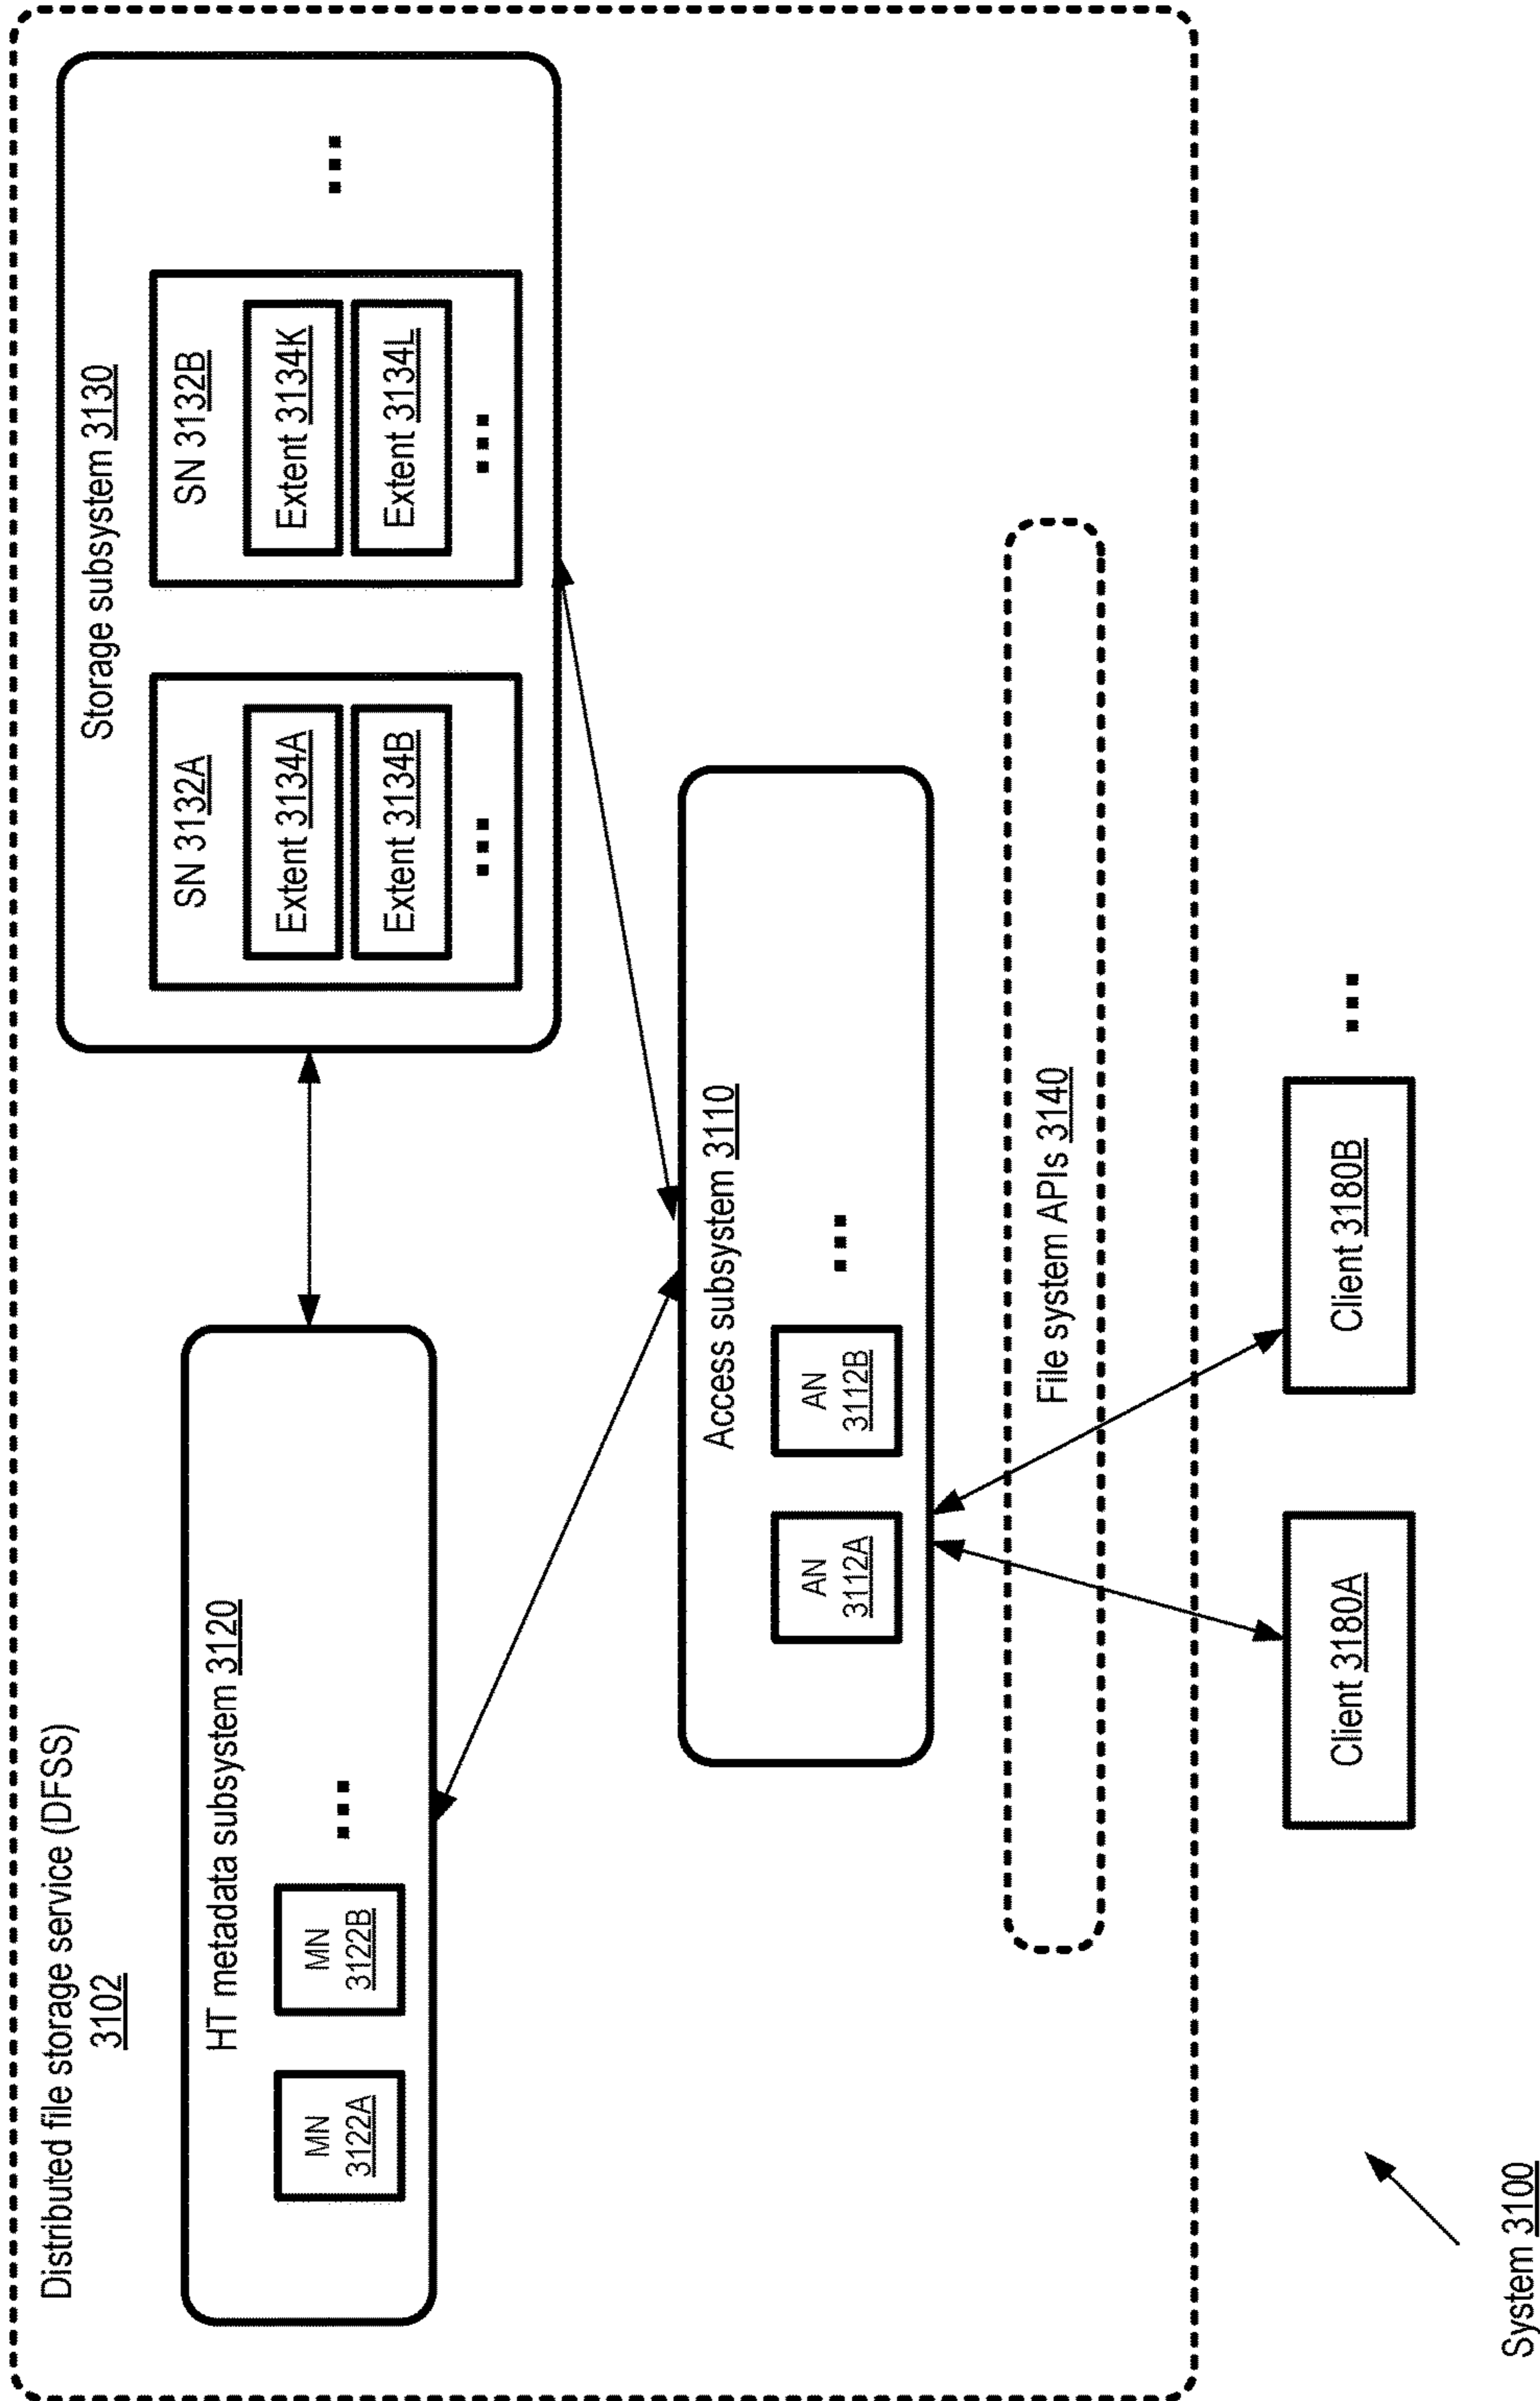 Distributed file storage service (DFSS)
3102
HT metadata subsystem 3120
MN
3122A
MN
3122B
...
Storage subsystem 3130
SN 3132A
Extent 3134A
Extent 3134B
...
SN 3132B
Extent 3134K
Extent 3134L
...
...
Access subsystem 3110
AN
3112A
AN
3112B
...
File system APIs 3140
Client 3180A
Client 3180B
...
System 3100